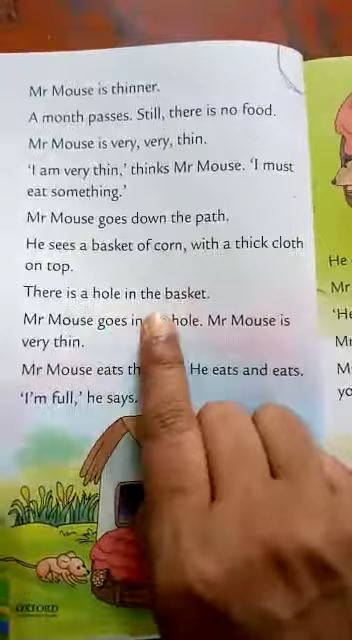 Mr Mouse is thinner.
A month passes. Still, there is no food.
Mr Mouse is very, very, thin.
'I am very thin,' thinks Mr Mouse. 'I must
eat something.'
Mr Mouse goes down the path.
He sees a basket of corn, with a thick cloth
on top.
There is a hole in the basket.
Mr Mouse goes in hole. Mr Mouse is
very thin.
Mr Mouse eats He eats and eats.
'I'm full,' he says.
OXFORD
He
Mr
'He
M
yo